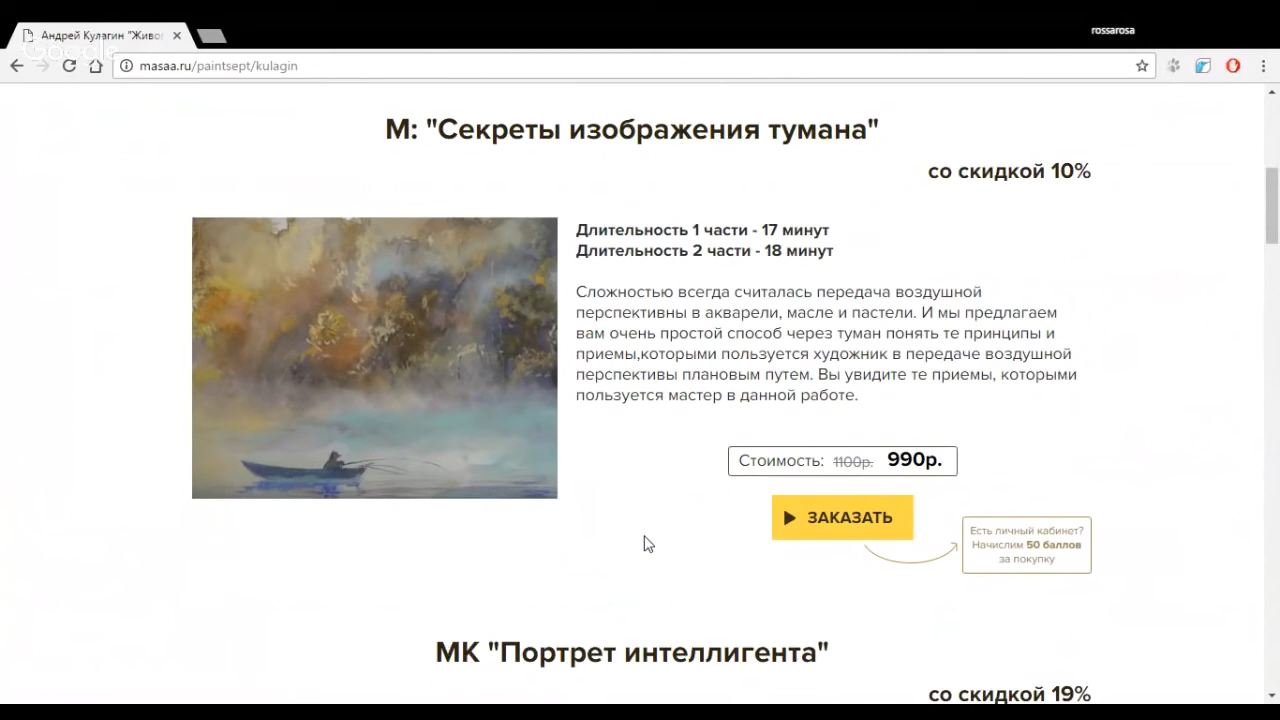 Андрей Кулагин "Живоп
rossarosa
Google
masaa.ru/paintsept/kulagin
М: "Секреты изображения тумана"
со скидкой 10%
Длительность 1 части - 17 минут
Длительность 2 части - 18 минут
Сложностью всегда считалась передача воздушной
перспективны в акварели, масле и пастели. И мы предлагаем
вам очень простой способ через туман понять те принципы и
приемы,которыми пользуется художник в передаче воздушной
перспективы плановым путем. Вы увидите те приемы, которыми
пользуется мастер в данной работе.
Стоимость: 1100р. 990р.
ЗАКАЗАТЬ
Есть личный кабинет?
Начислим 50 баллов
за покупку
МК "Портрет интеллигента"
со скидкой 19%